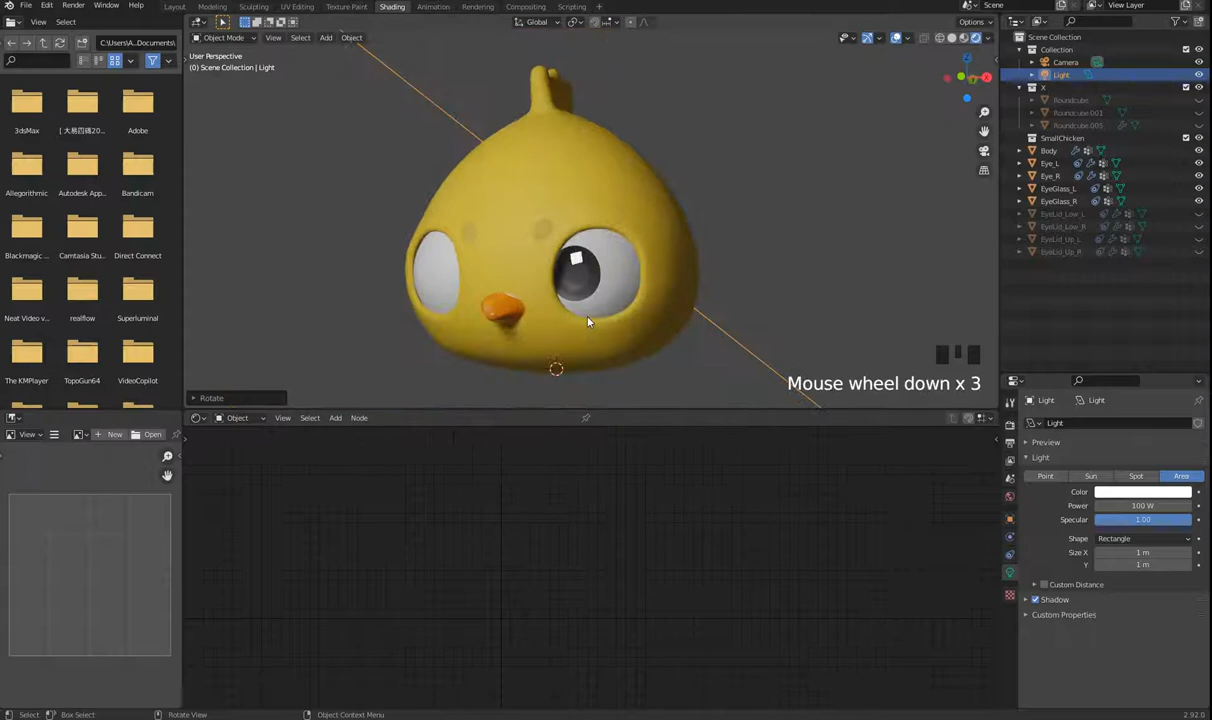 File Edit Render Window Help Layout Modeling Sculpting UV Editing Texture Paint Shading Animation Rendering Compositing Scripting + Scene View Layer
View Select Global Options
C:\Users\A...Documents\ Object Mode View Select Add Object Scene Collection
User Perspective
(0) Scene Collection | Light
Collection
Camera
Light
X
Roundcube
Roundcube.001
Roundcube.005
SmallChicken
Body
Eye_L
Eye_R
EyeGlass_L
EyeGlass_R
EyeLid_Low_L
EyeLid_Low_R
EyeLid_Up_L
EyeLid_Up_R
3dsMax
Adobe
Allegorithmic Autodesk App... Bandicam
Blackmagic ... Camtasia Stu... Direct Connect
Neat Video v... realflow Superluminal
The KMPlayer TopoGun64 VideoCopilot
Mouse wheel down x 3
Rotate
Object View Select Add Node
View + New Open
Light Light
Light
Preview
Light
Point Sun Spot Area
Color
Power 100 W
Specular 1.00
Shape Rectangle
Size X 1 m
Y 1 m
Custom Distance
Shadow
Custom Properties
Select Box Select Rotate View Object Context Menu 2.92.0